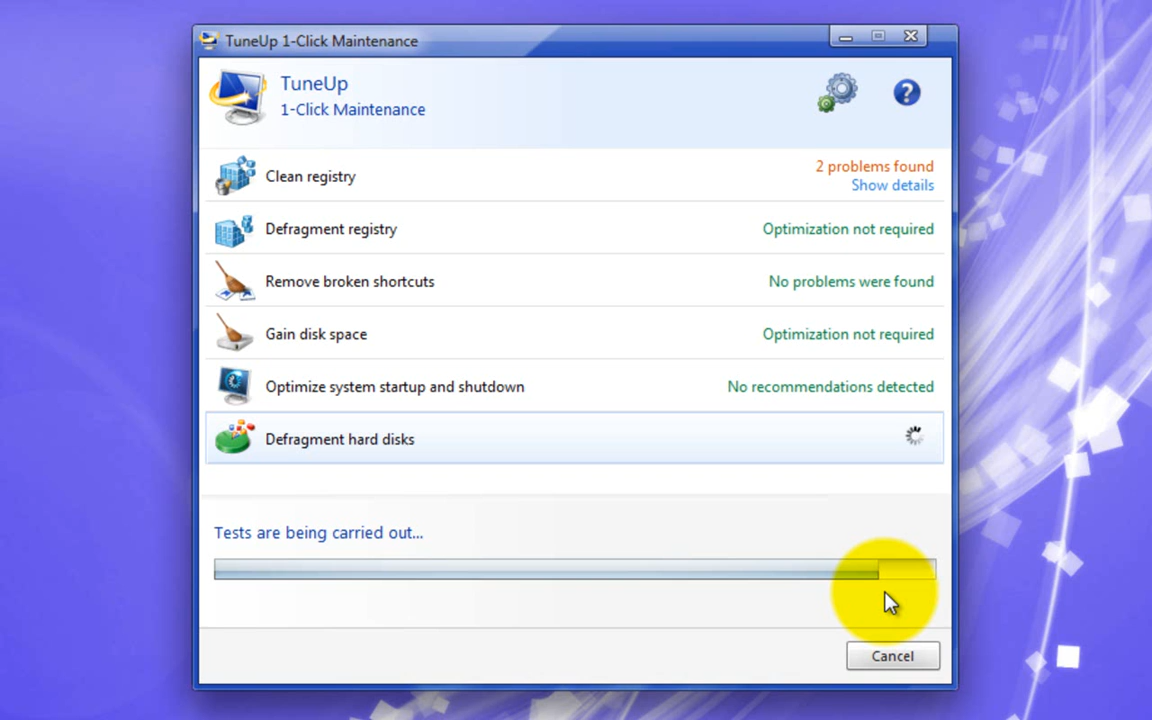 TuneUp 1-Click Maintenance
TuneUp
1-Click Maintenance
?
Clean registry
2 problems found
Show details
Defragment registry
Optimization not required
Remove broken shortcuts
No problems were found
Gain disk space
Optimization not required
Optimize system startup and shutdown
No recommendations detected
Defragment hard disks
Tests are being carried out...
Cancel